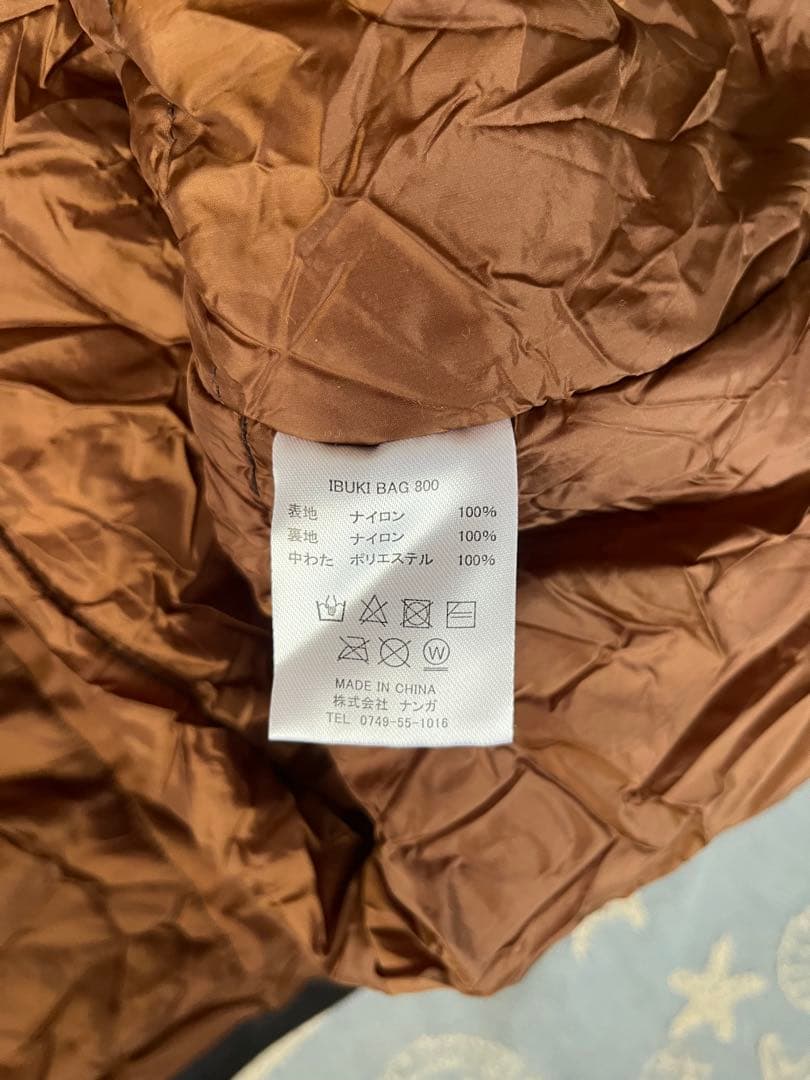 IBUKI BAG 800
表地 ナイロン 100%
裏地 ナイロン 100%
中わた ポリエステル 100%
W
MADE IN CHINA
株式会社 ナンガ
TEL 0749-55-1016